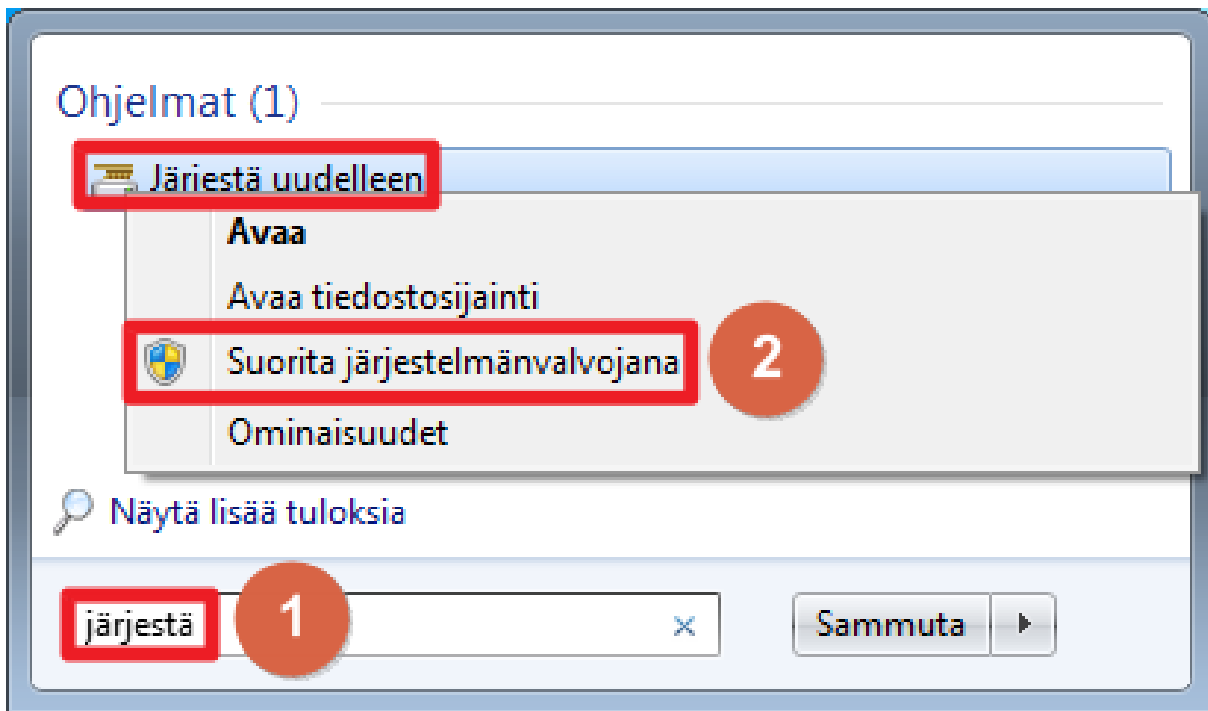 Ohjelmat (1)
Järjestä uudelleen
Avaa
Avaa tiedostosijainti
Suorita järjestelmänvalvojana
2
Ominaisuudet
Näytä lisää tuloksia
järjestä
1
Sammuta